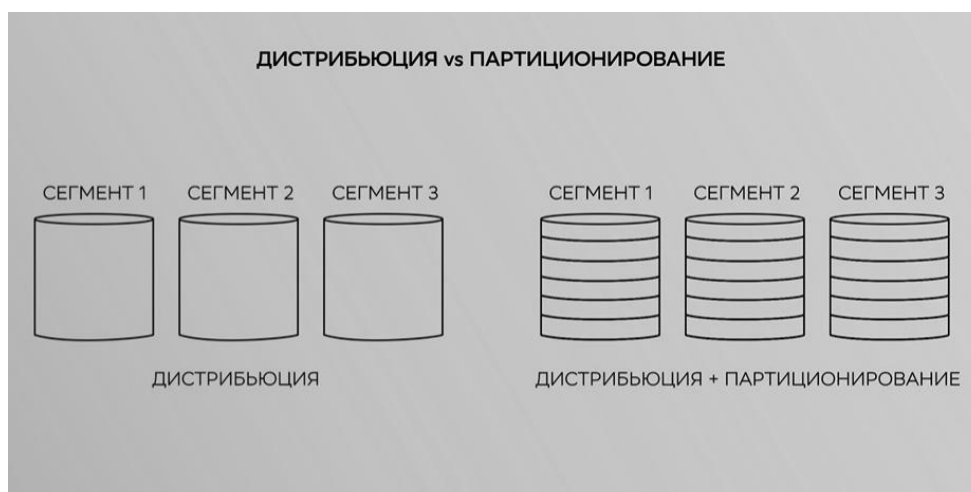 ДИСТРИБЬЮЦИЯ vs ПАРТИЦИОНИРОВАНИЕ
СЕГМЕНТ 1 СЕГМЕНТ 2 СЕГМЕНТ 3
СЕГМЕНТ 1 СЕГМЕНТ 2 СЕГМЕНТ 3
ДИСТРИБЬЮЦИЯ
ДИСТРИБЬЮЦИЯ + ПАРТИЦИОНИРОВАНИЕ